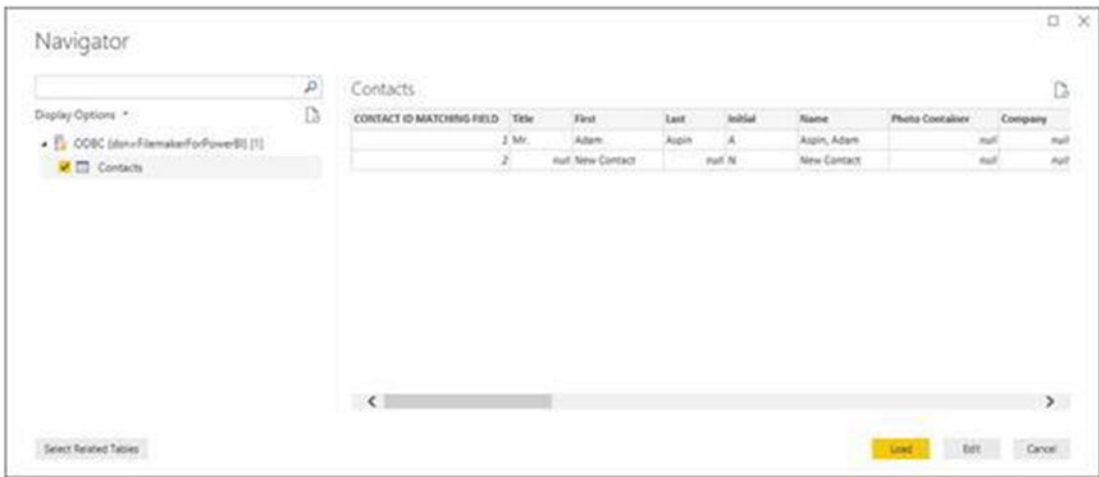 Navigator
Display Options
ODBC (dsn=FilemakerForPowerBI) [1]
Contacts
Contacts
CONTACT ID MATCHING FIELD Title First Last Initial Name Photo Container Company
1 Mr. Adam Aspin A Aspin, Adam null null
2 null New Contact null N New Contact null null
Select Related Tables
Load Edit Cancel